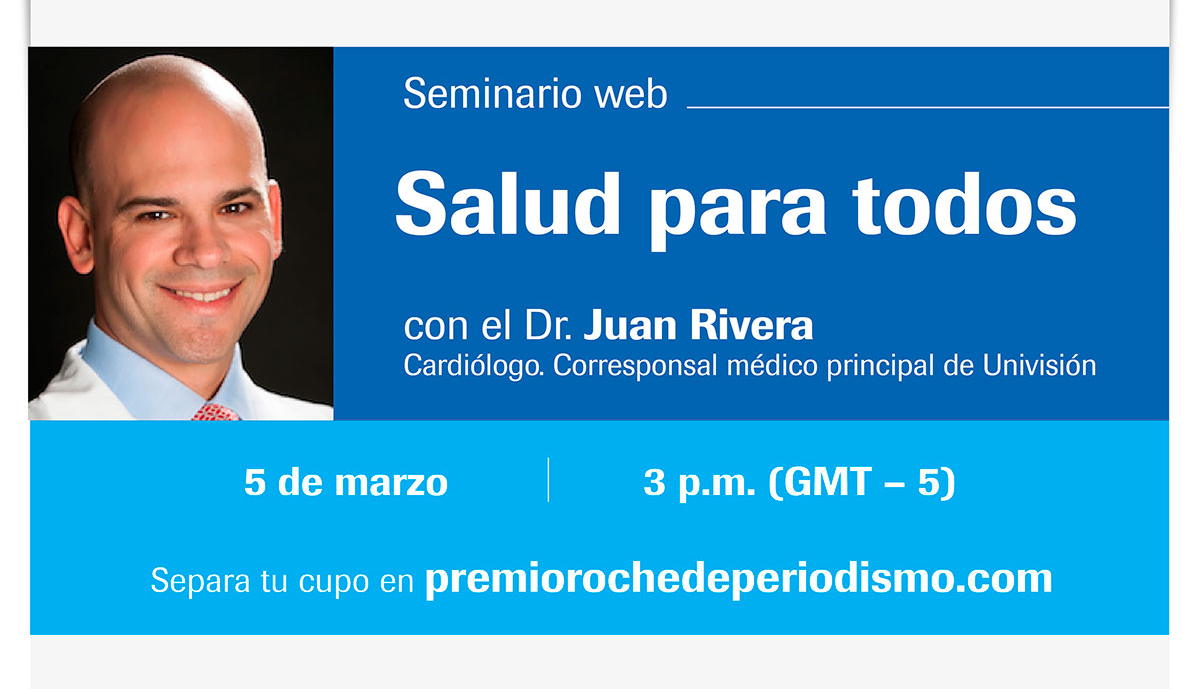 Seminario web
Salud para todos
con el Dr. Juan Rivera
Cardiólogo. Corresponsal médico principal de Univisión
5 de marzo
3 p.m. (GMT – 5)
Separa tu cupo en premiorochedeperiodismo.com